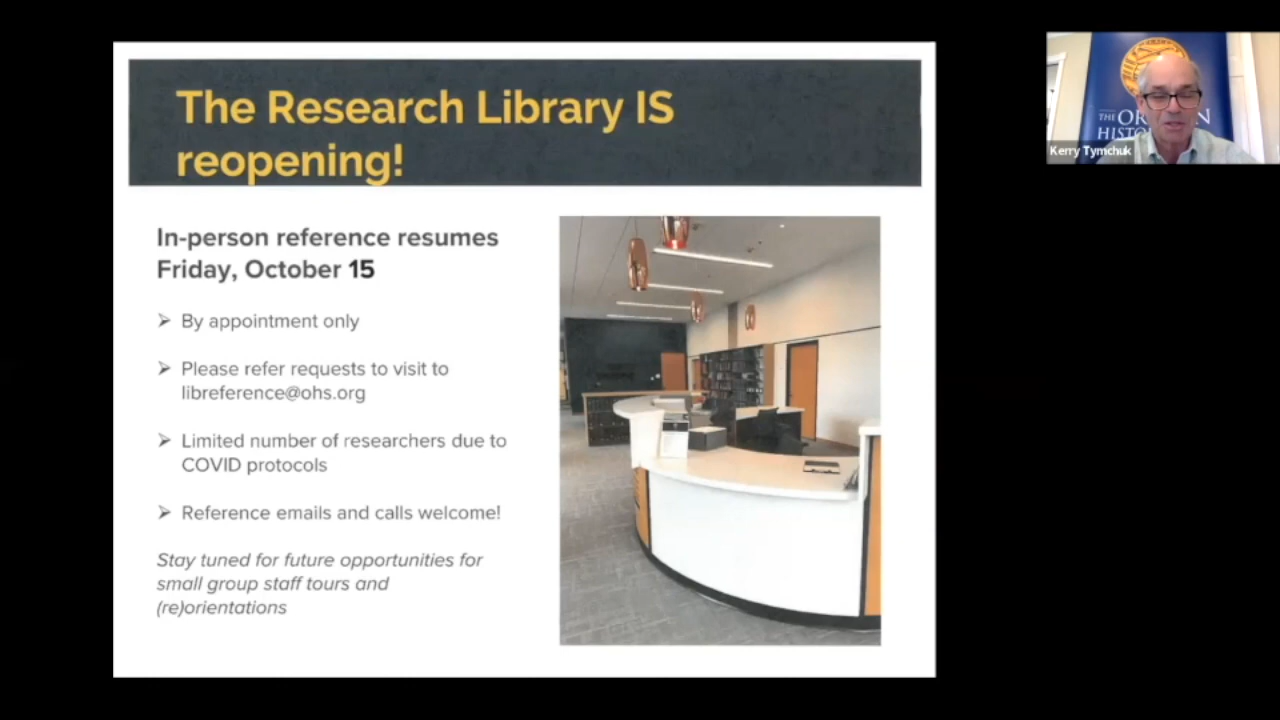 The Research Library IS
reopening!
In-person reference resumes
Friday, October 15
➢ By appointment only
➢ Please refer requests to visit to
libreference@ohs.org
➢ Limited number of researchers due to
COVID protocols
➢ Reference emails and calls welcome!
Stay tuned for future opportunities for
small group staff tours and
(re)orientations
THE
Kerry Tymchuk